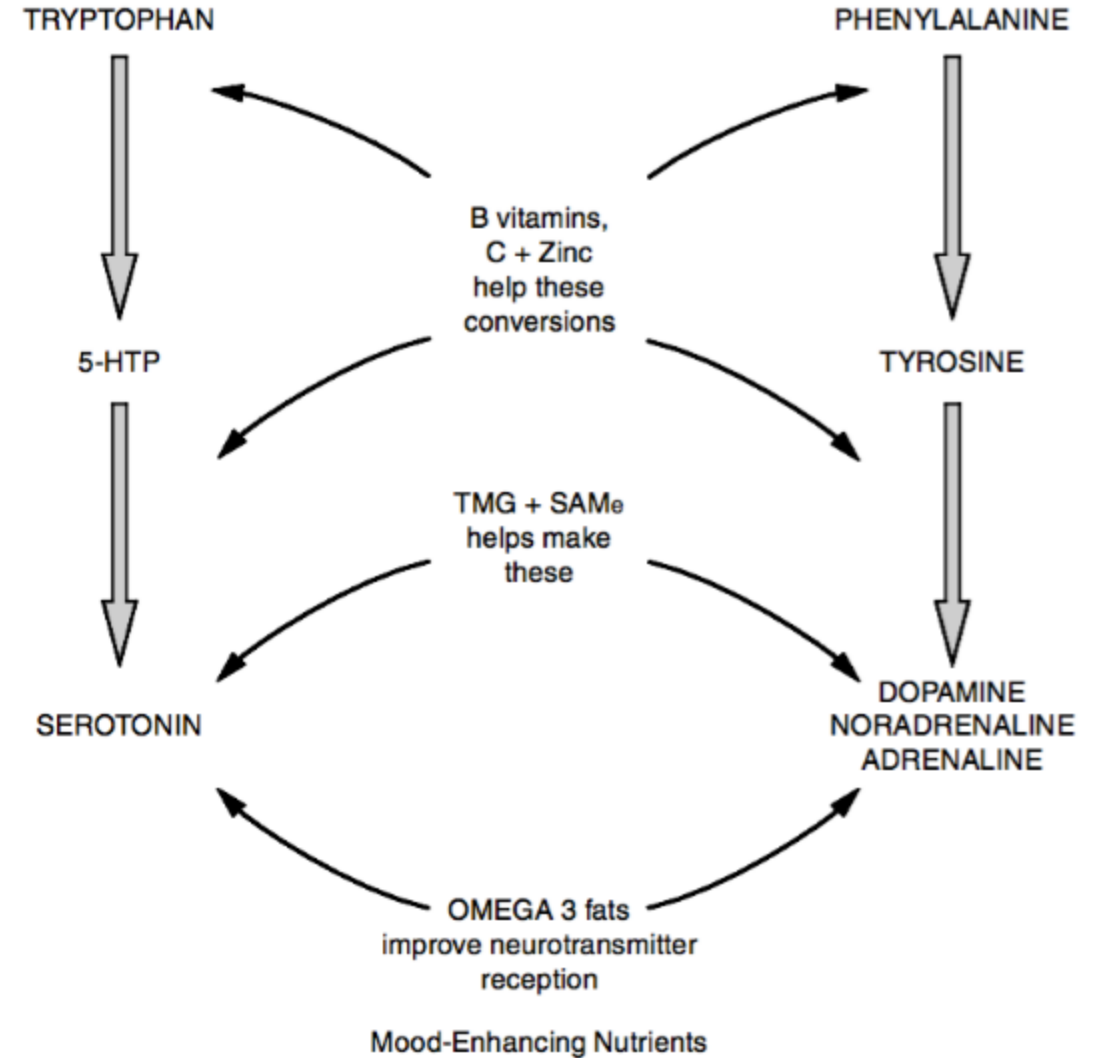 TRYPTOPHAN
PHENYLALANINE
B vitamins,
C + Zinc
help these
conversions
5-HTP
TYROSINE
TMG + SAMe
helps make
these
SEROTONIN
DOPAMINE
NORADRENALINE
ADRENALINE
OMEGA 3 fats
improve neurotransmitter
reception
Mood-Enhancing Nutrients